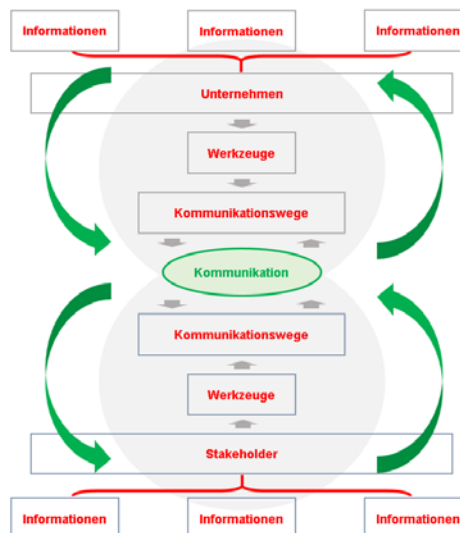 Informationen
Informationen
Informationen
Unternehmen
Werkzeuge
Kommunikationswege
Kommunikation
Kommunikationswege
Werkzeuge
Stakeholder
Informationen
Informationen
Informationen